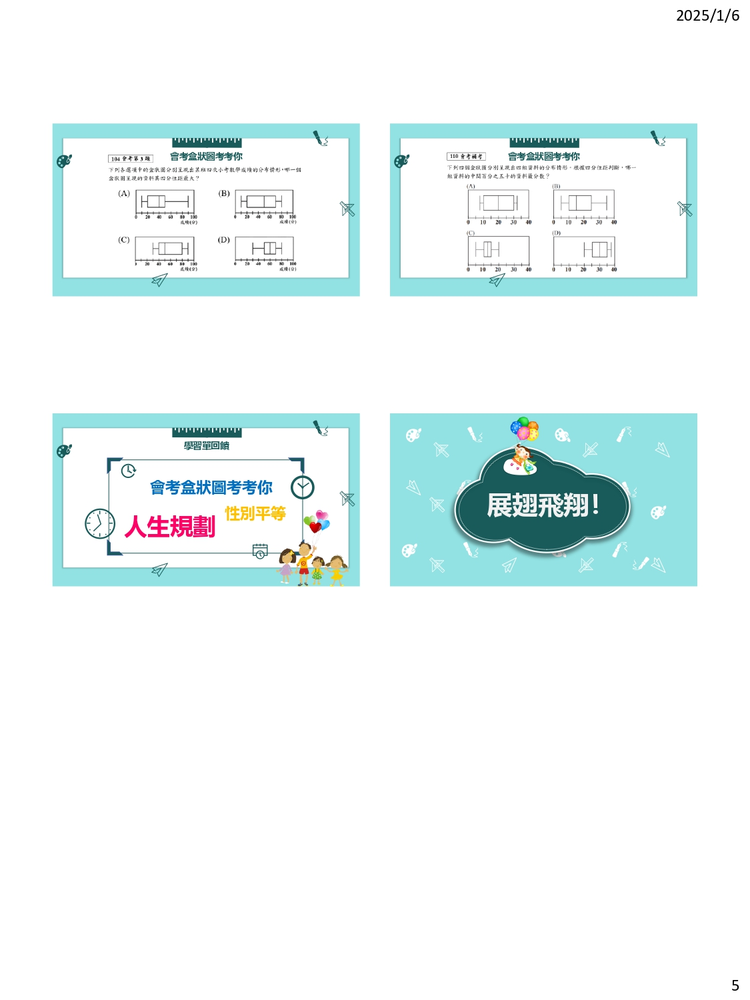 2025/1/6
會考盒狀圖考考你
104 會考第 3 題
下列各選項中的盒狀圖分別呈現出某班四次小考數學成績的分布情形，哪一個
盒狀圖呈現的資料其四分位距最大？
(A)
0 20 40 60 80 100
成績(分)
(B)
0 20 40 60 80 100
成績(分)
(C)
0 20 40 60 80 100
成績(分)
(D)
0 20 40 60 80 100
成績(分)
會考盒狀圖考考你
110 會考補考
下列四個盒狀圖分別呈現出四組資料的分布情形。根據四分位距判斷，哪一
組資料的中間百分之五十的資料最分散？
(A)
0 10 20 30 40
(B)
0 10 20 30 40
(C)
0 10 20 30 40
(D)
0 10 20 30 40
學習單回饋
會考盒狀圖考考你
性別平等
人生規劃
展翅飛翔！
5